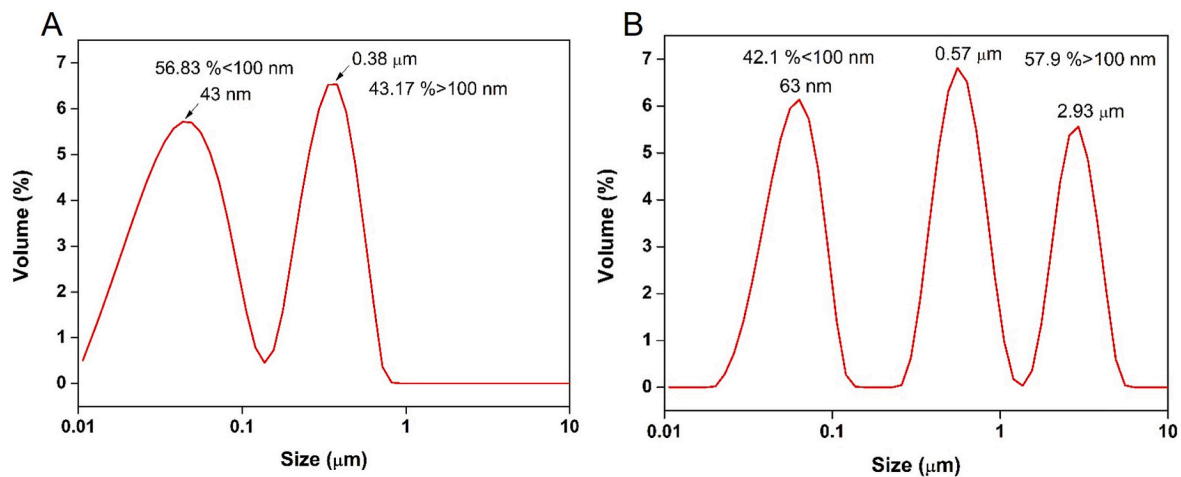 A
56.83 %<100 nm
43 nm
0.38 μm
43.17 %>100 nm
7
6
5
4
3
2
1
0
Volume (%)
0.01
0.1
1
10
Size (μm)
B
42.1 %<100 nm
63 nm
0.57 μm
57.9 %>100 nm
2.93 μm
7
6
5
4
3
2
1
0
Volume (%)
0.01
0.1
1
10
Size (μm)